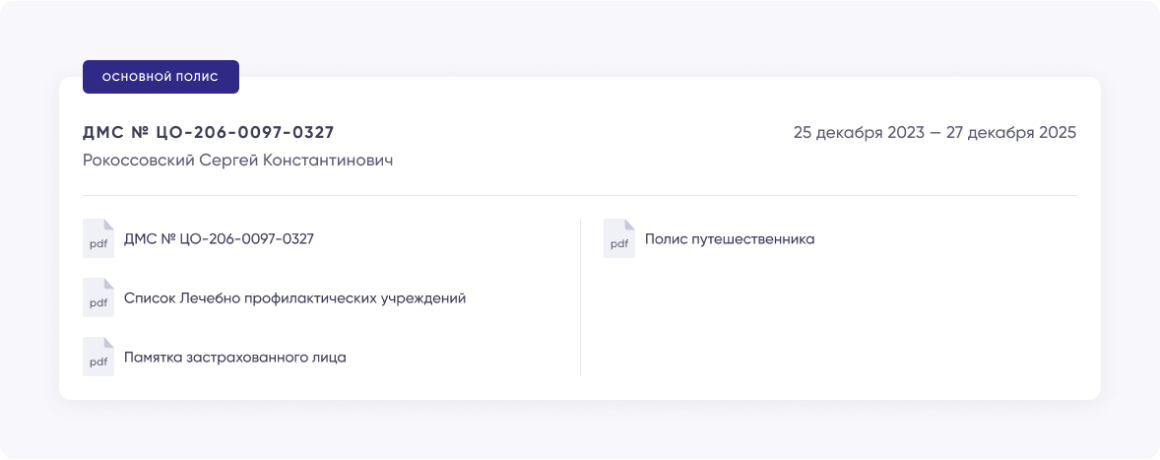 ОСНОВНОЙ ПОЛИС
ДМС № ЦО-206-0097-0327
25 декабря 2023 — 27 декабря 2025
Рокоссовский Сергей Константинович
pdf ДМС № ЦО-206-0097-0327
pdf Список Лечебно профилактических учреждений
pdf Памятка застрахованного лица
pdf Полис путешественника